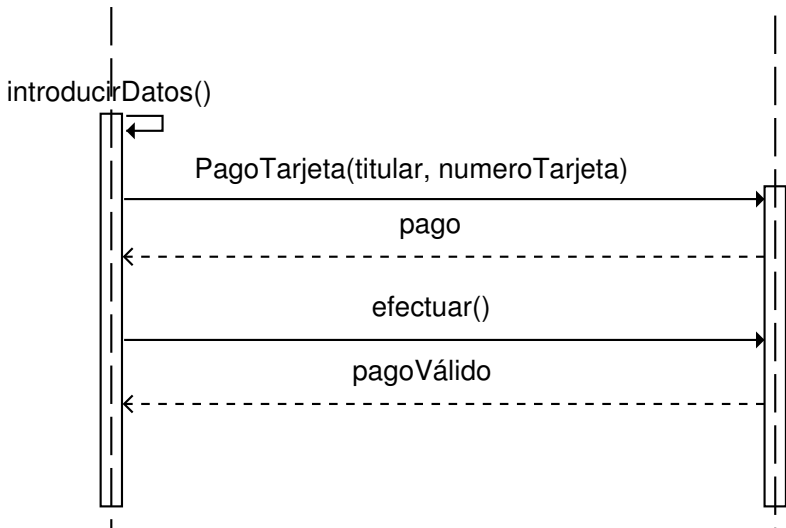 introducirDatos()
PagoTarjeta(titular, numeroTarjeta)
pago
efectuar()
pagoVálido